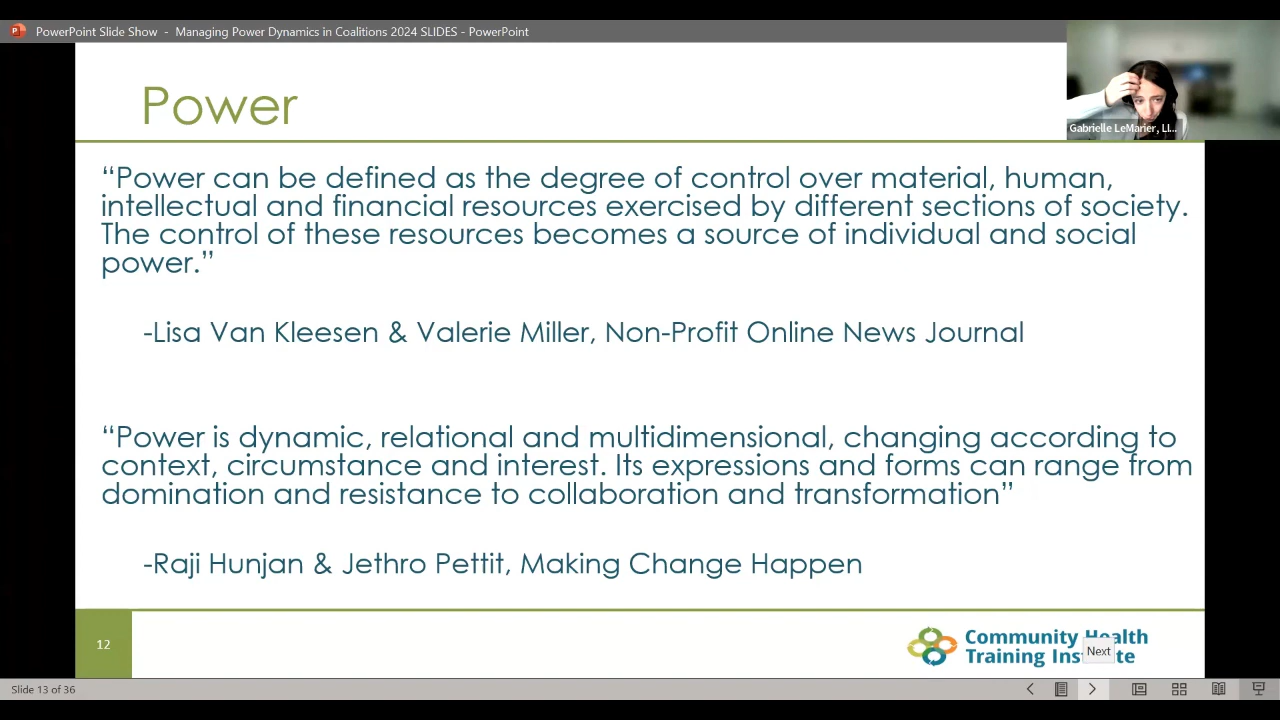 PowerPoint Slide Show - Managing Power Dynamics in Coalitions 2024 SLIDES - PowerPoint
Gabrielle LeMarier, LI...
Power
“Power can be defined as the degree of control over material, human,
intellectual and financial resources exercised by different sections of society.
The control of these resources becomes a source of individual and social
power.”
-Lisa Van Kleesen & Valerie Miller, Non-Profit Online News Journal
“Power is dynamic, relational and multidimensional, changing according to
context, circumstance and interest. Its expressions and forms can range from
domination and resistance to collaboration and transformation”
-Raji Hunjan & Jethro Pettit, Making Change Happen
12
Community Health
Training Ins te
Next
Slide 13 of 36